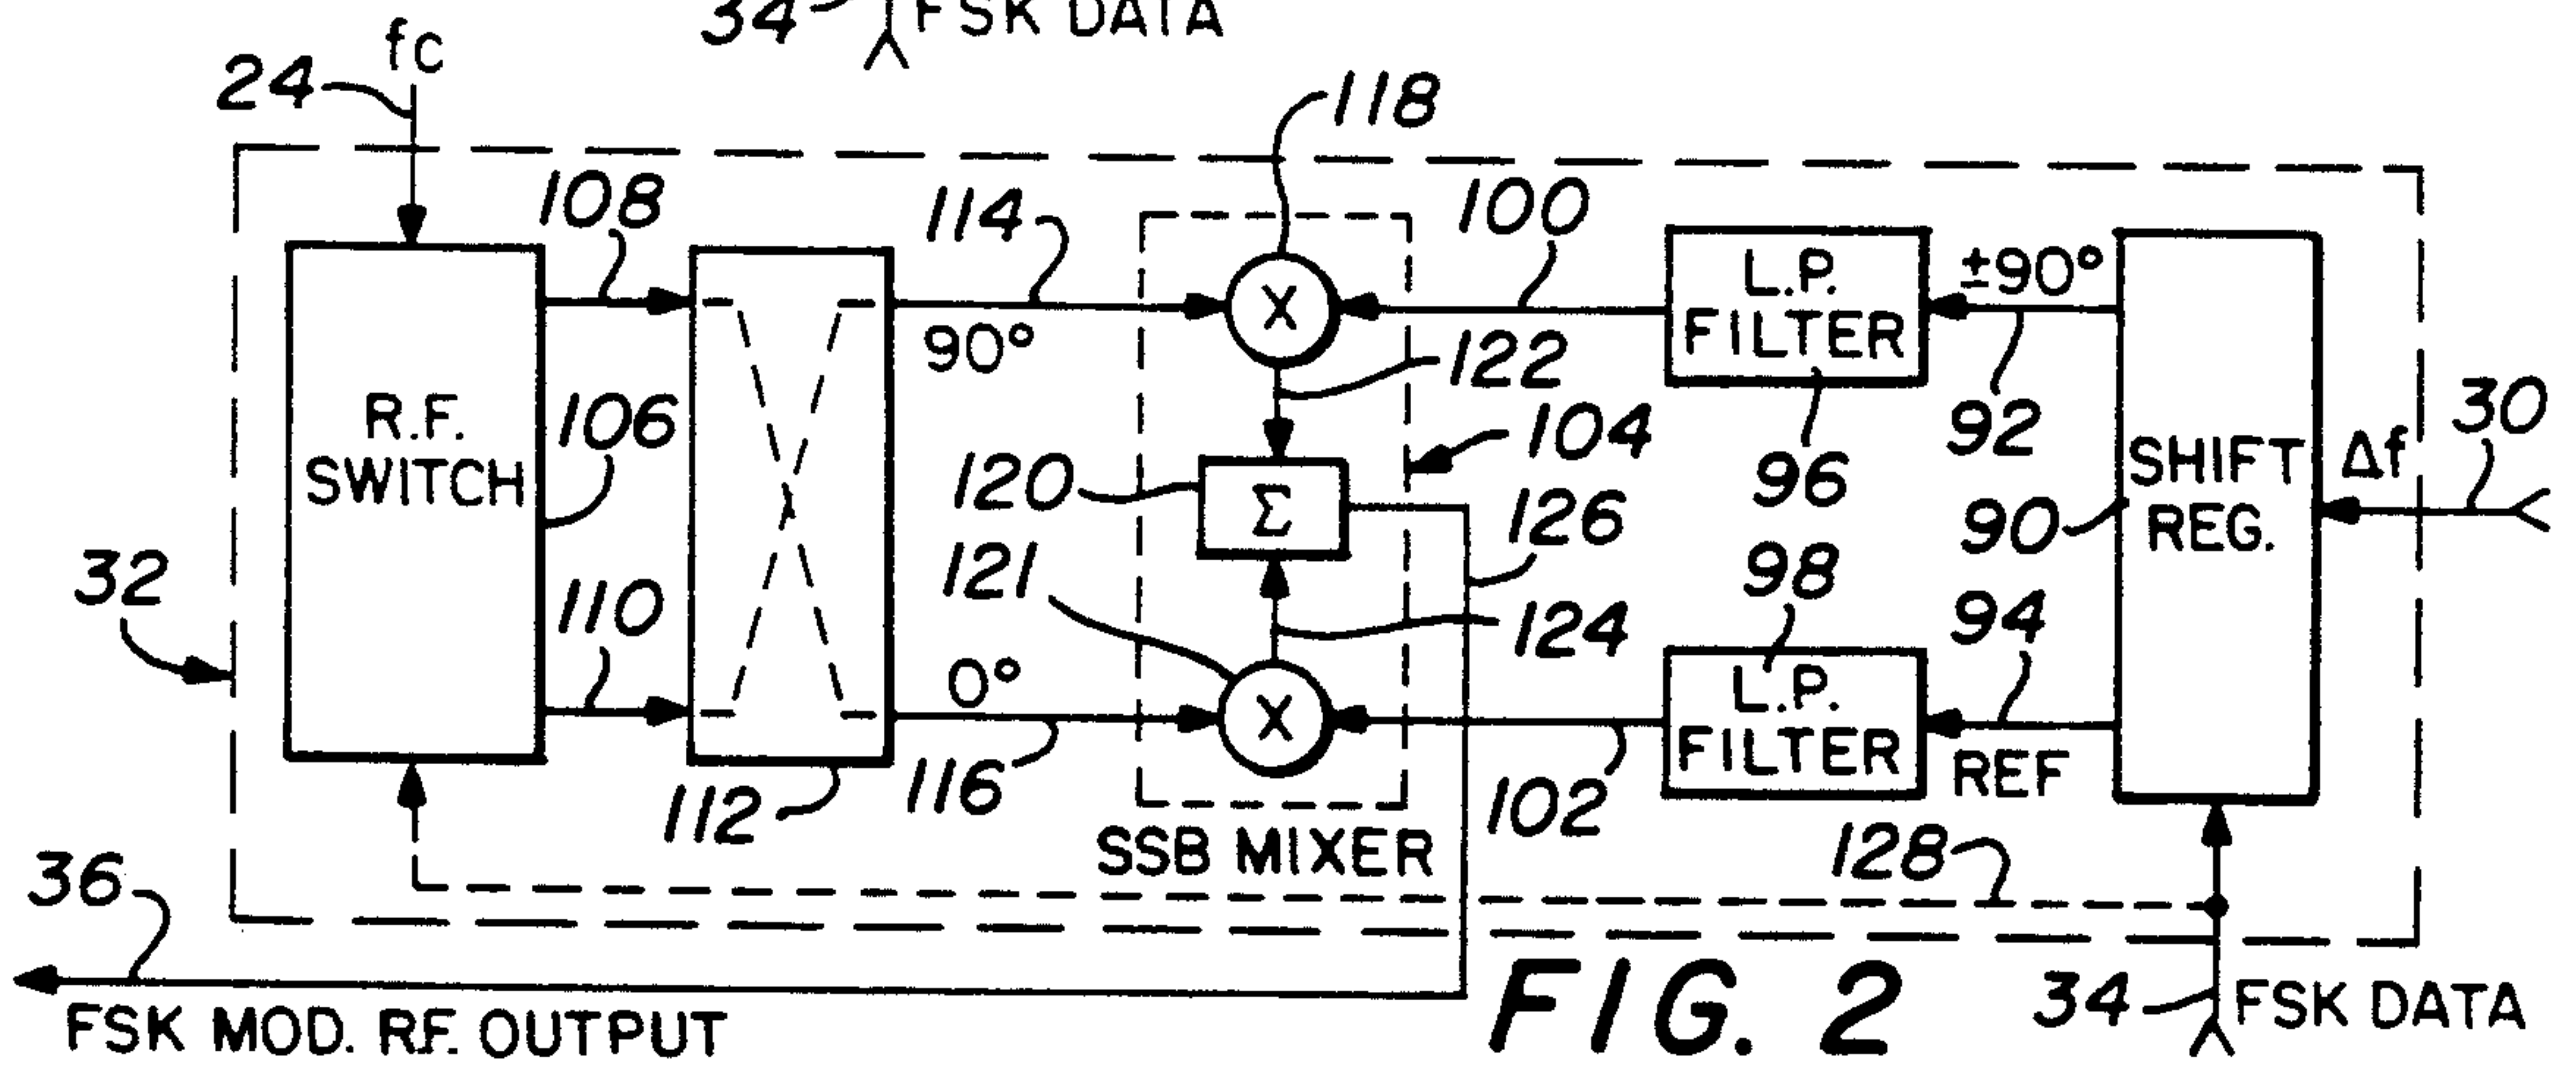 34 FSK DATA
fc
24
118
108
114
100
L.P.
FILTER
±90°
90°
122
92
30
R.F.
SWITCH
106
104
96
SHIFT
REG.
Δf
120
Σ
126
90
98
32
121
110
124
94
0°
X
X
L.P.
FILTER
REF
112
116
102
SSB MIXER
128
36
FSK MOD. R.F. OUTPUT
FIG. 2
34
FSK DATA